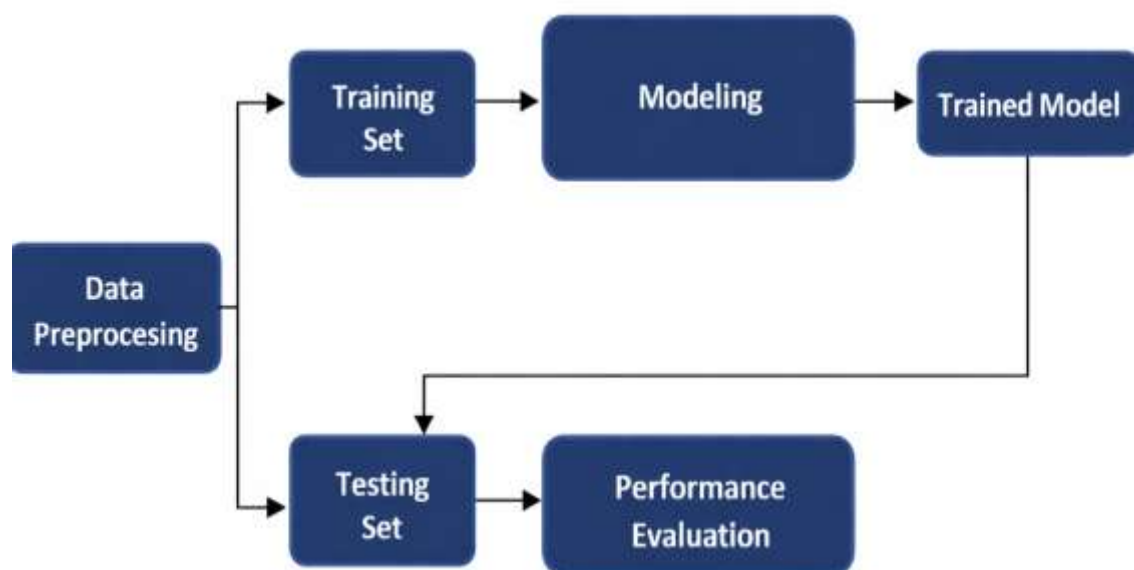 Training
Set
Modeling
Trained Model
Data
Preprocesing
Testing
Set
Performance
Evaluation